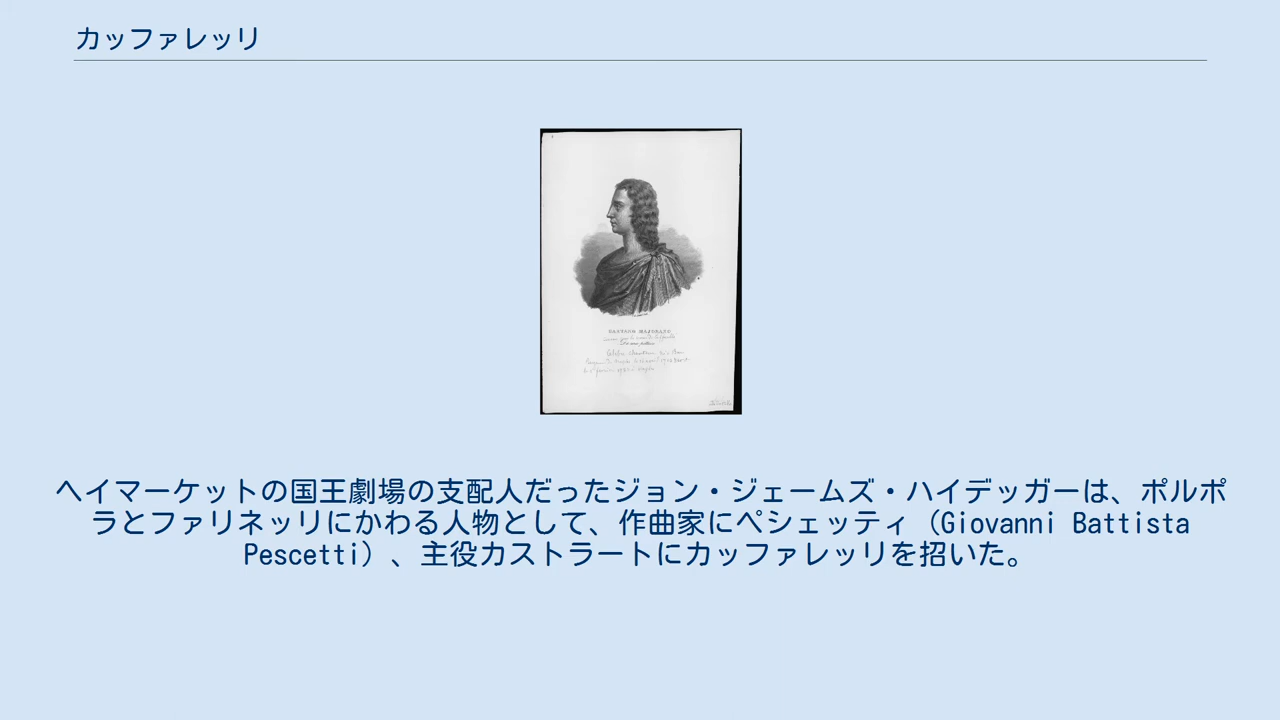 カッファレッリ
GAETANO MAJORANO
ヘイマーケットの国王劇場の支配人だったジョン・ジェームズ・ハイデッガーは、ポルポ
ラとファリネッリにかわる人物として、作曲家にペシェッティ（Giovanni Battista
Pescetti）、主役カストラートにカッファレッリを招いた。